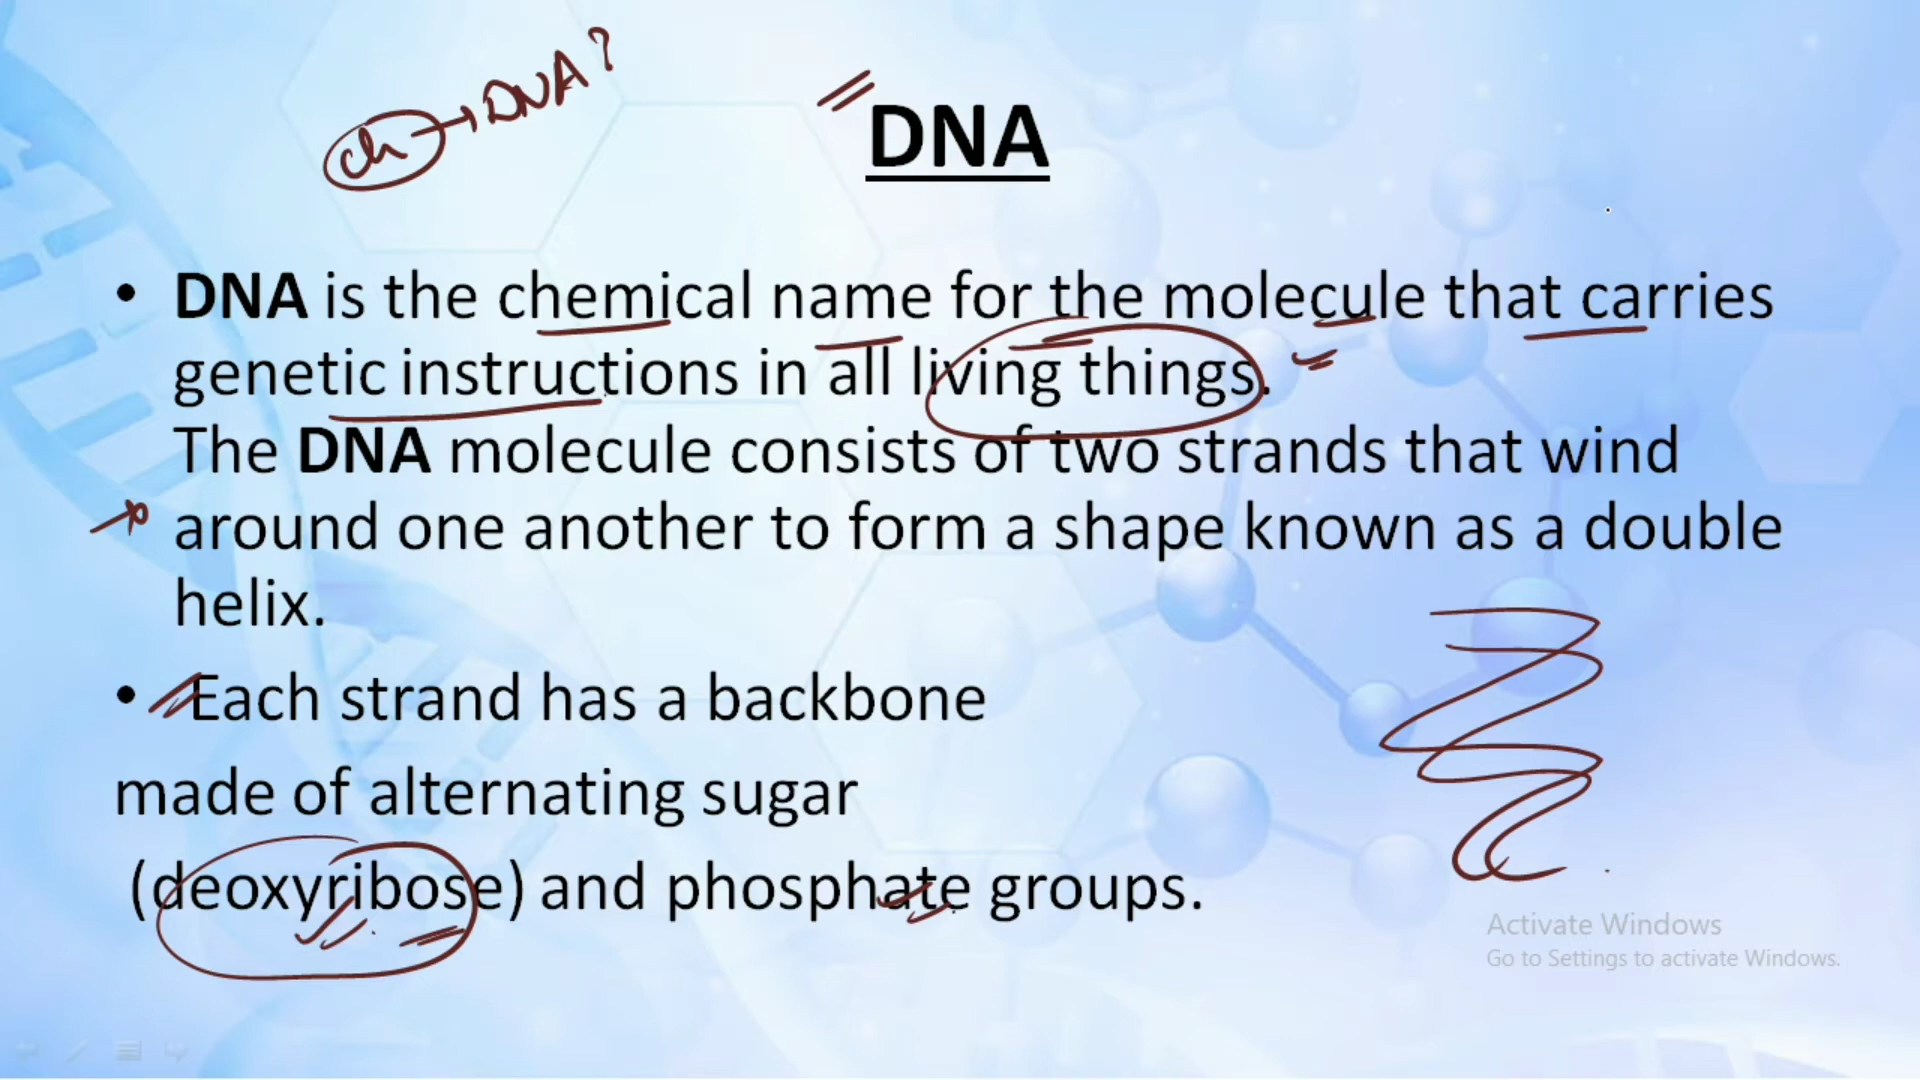 ch → DNA?
DNA
• DNA is the chemical name for the molecule that carries
genetic instructions in all living things.
The DNA molecule consists of two strands that wind
around one another to form a shape known as a double
helix.
• Each strand has a backbone
made of alternating sugar
(deoxyribose) and phosphate groups.
Activate Windows
Go to Settings to activate Windows.